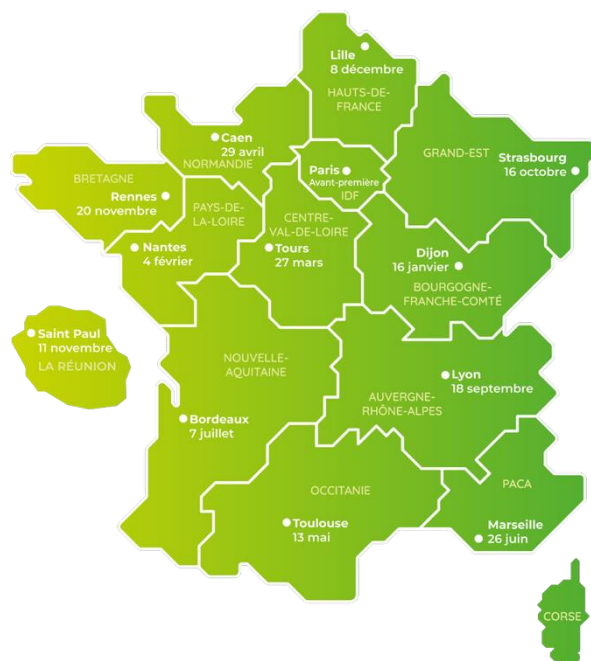 Lille
8 décembre
HAUTS-DE-
FRANCE
Caen
29 avril
NORMANDIE
Paris
Avant-première
IDF
GRAND-EST
Strasbourg
16 octobre
BRETAGNE
Rennes
20 novembre
PAYS-DE-
LA-LOIRE
Nantes
4 février
CENTRE-
VAL-DE-LOIRE
Tours
27 mars
Dijon
16 janvier
BOURGOGNE-
FRANCHE-COMTÉ
Saint Paul
11 novembre
LA RÉUNION
NOUVELLE-
AQUITAINE
Lyon
18 septembre
AUVERGNE-
RHÔNE-ALPES
Bordeaux
7 juillet
OCCITANIE
Toulouse
13 mai
PACA
Marseille
26 juin
CORSE